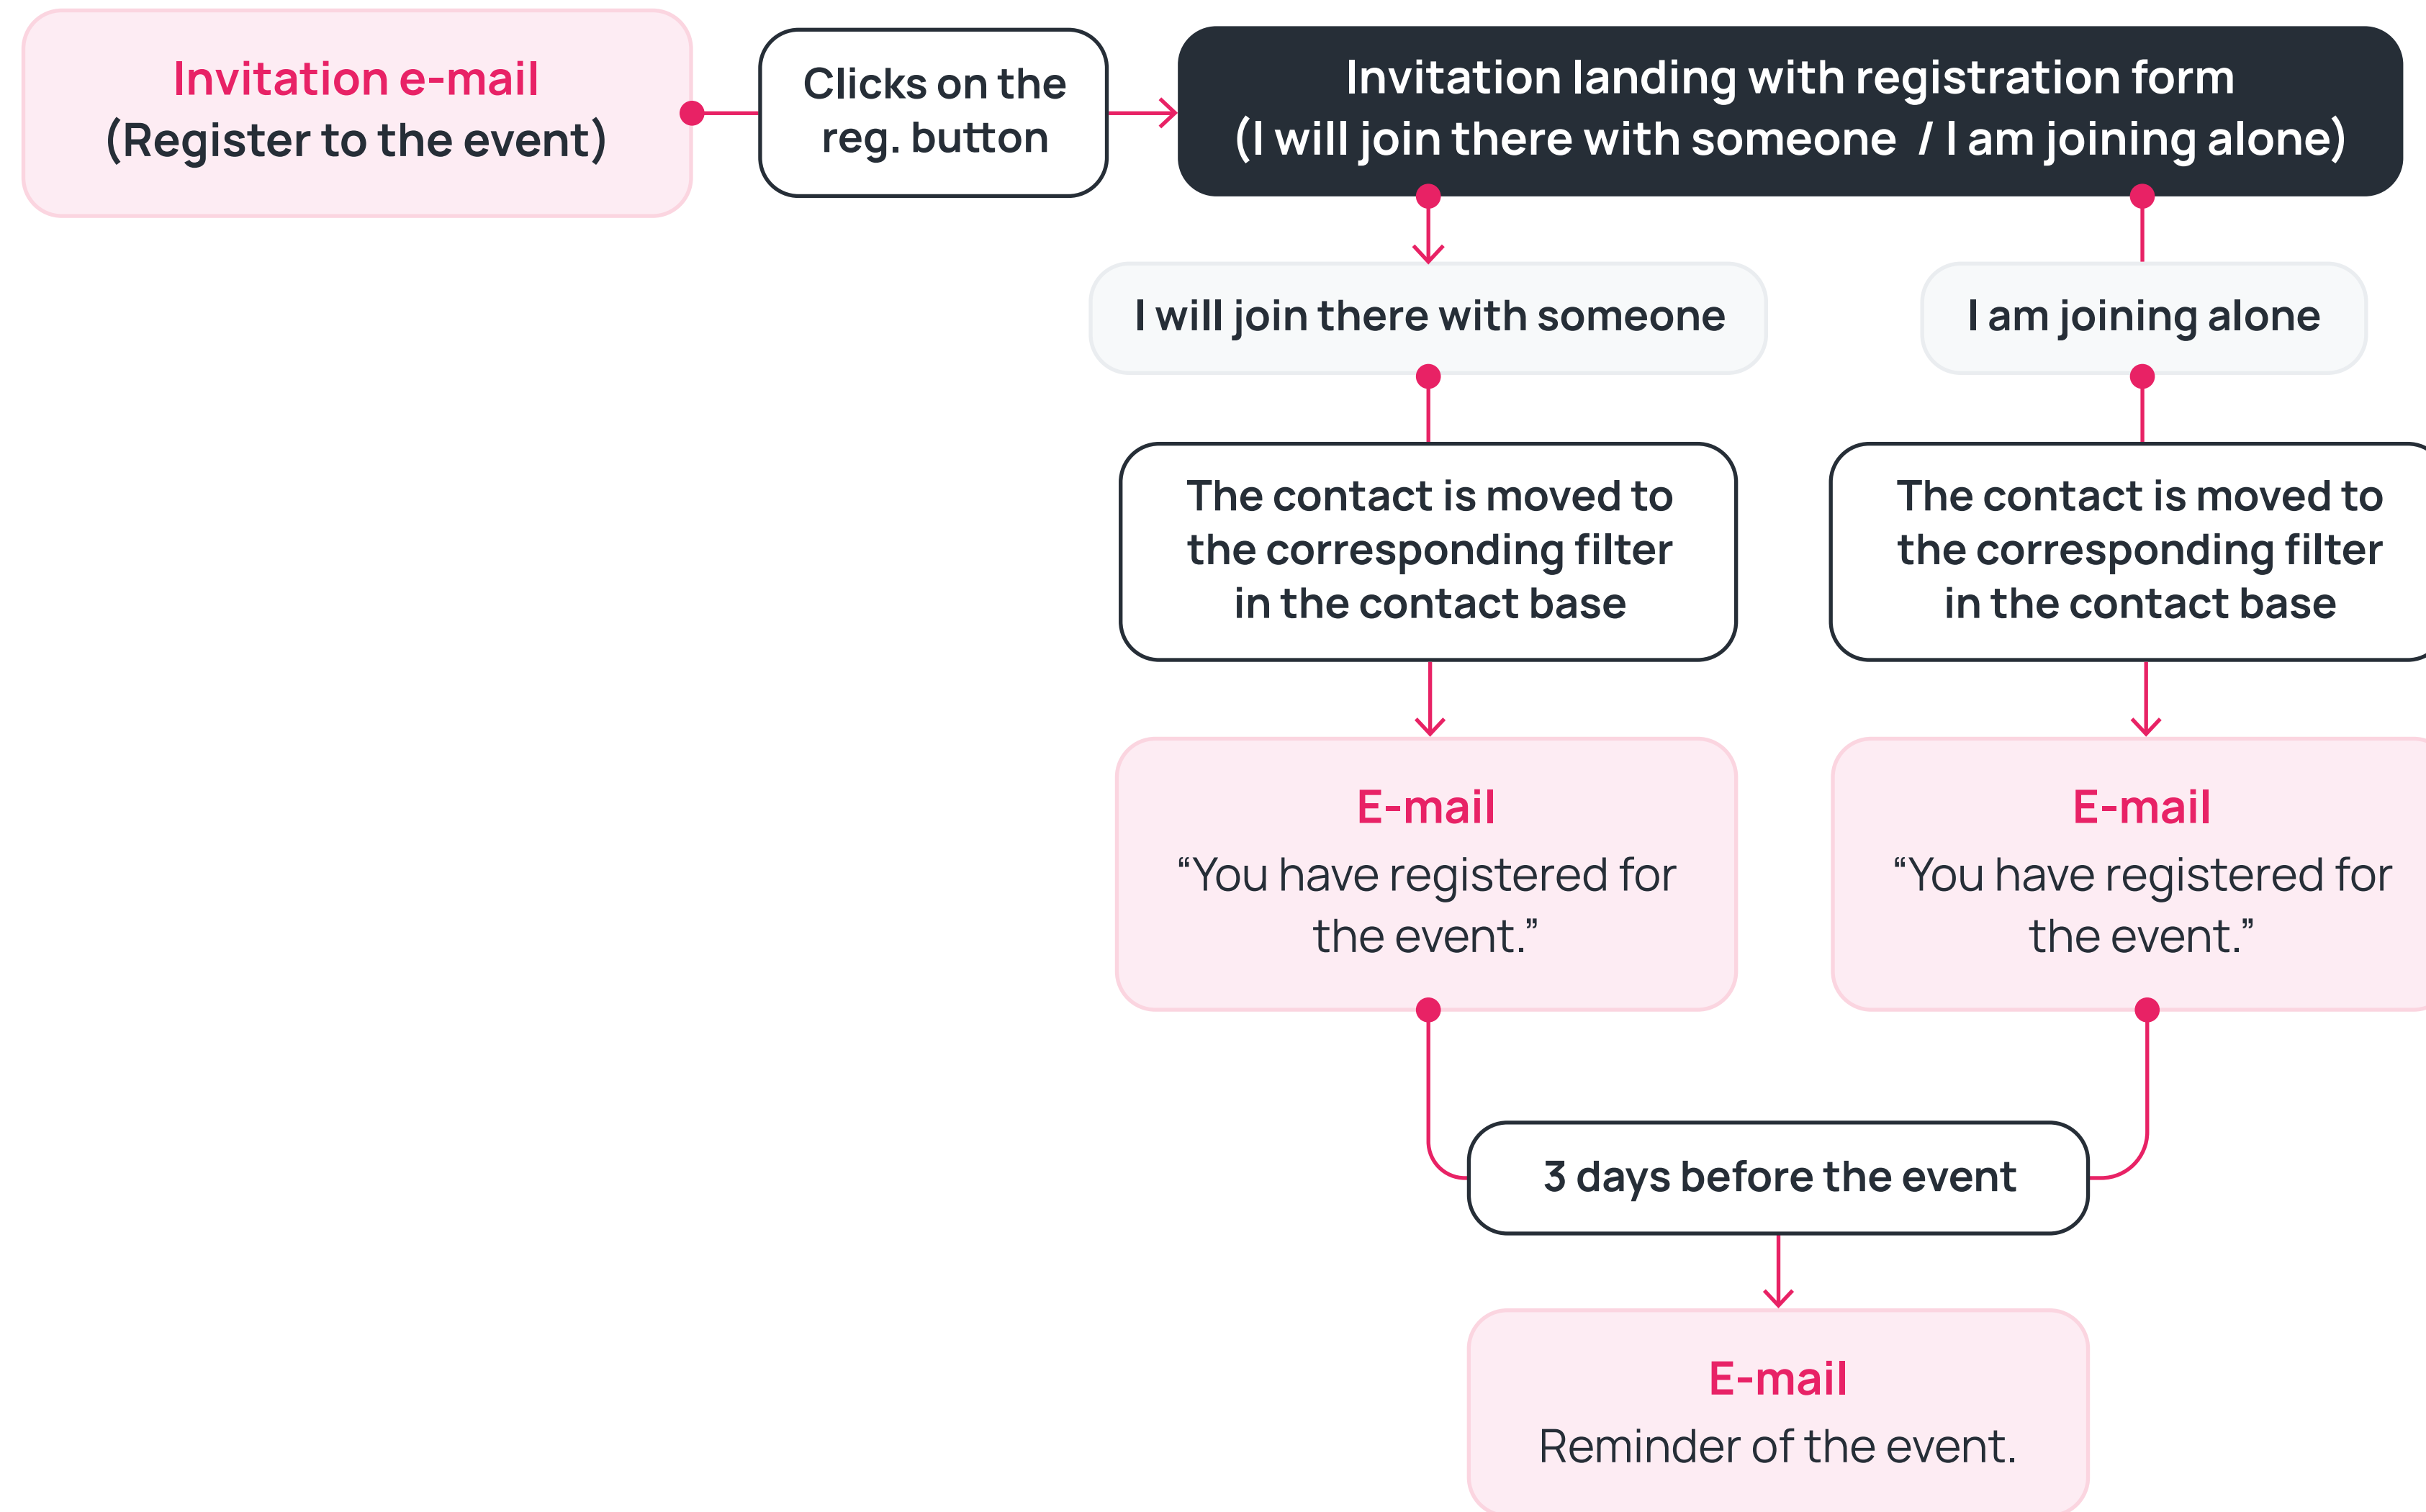 Invitation e-mail
(Register to the event)
Clicks on the
reg. button
Invitation landing with registration form
(I will join there with someone / I am joining alone)
I will join there with someone
I am joining alone
The contact is moved to
the corresponding filter
in the contact base
The contact is moved to
the corresponding filter
in the contact base
E-mail
“You have registered for
the event.”
E-mail
“You have registered for
the event.”
3 days before the event
E-mail
Reminder of the event.